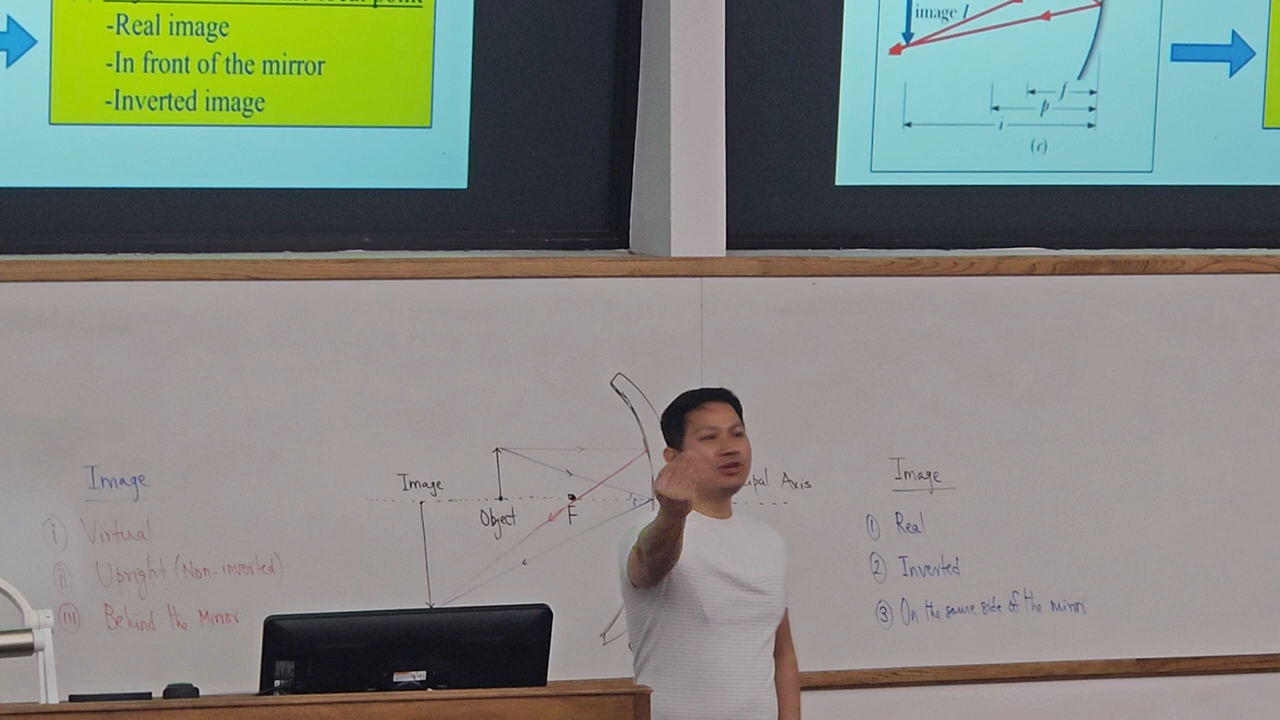 -Real image
-In front of the mirror
-Inverted image
image I
f
p
i
(c)
Image
(i) Virtual
(ii) Upright (Non-inverted)
(iii) Behind the Mirror
Image
Object
F
Axis
Image
① Real
② Inverted
③ On the same side of the mirror